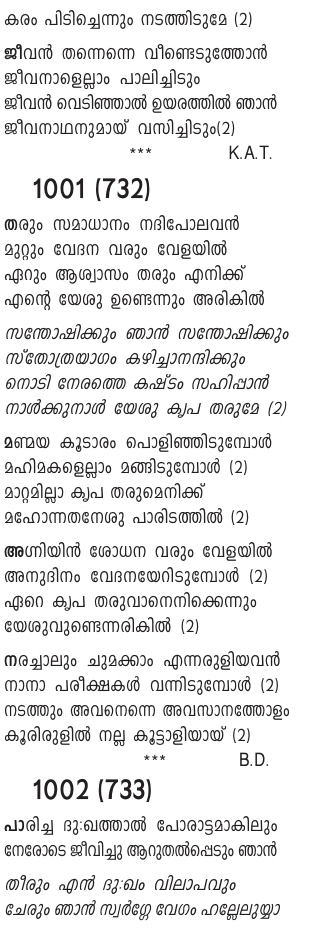 കരം പിടിച്ചെന്നും നടത്തിടുമേ (2)
ജീവൻ തന്നെന്നെ വീണ്ടെടുത്തോൻ
ജീവനാളെല്ലാം പാലിച്ചിടും
ജീവൻ വെടിഞ്ഞാൽ ഉയരത്തിൽ ഞാൻ
ജീവനാഥനുമായ് വസിച്ചിടും(2)
*** K.A.T.
1001 (732)
തരും സമാധാനം നദിപോലവൻ
മുറ്റും വേദന വരും വേളയിൽ
ഏറും ആശ്വാസം തരും എനിക്ക്
എന്റെ യേശു ഉണ്ടെന്നും അരികിൽ
സന്തോഷിക്കും ഞാൻ സന്തോഷിക്കും
സ്തോത്രയാഗം കഴിച്ചാനന്ദിക്കും
നൊടി നേരത്തെ കഷ്ടം സഹിപ്പാൻ
നാൾക്കുനാൾ യേശു കൃപ തരുമേ (2)
മണ്മയ കൂടാരം പൊളിഞ്ഞിടുമ്പോൾ
മഹിമകളെല്ലാം മങ്ങിടുമ്പോൾ (2)
മാറ്റമില്ലാ കൃപ തരുമെനിക്ക്
മഹോന്നതനേശു പാരിടത്തിൽ (2)
അഗ്നിയിൻ ശോധന വരും വേളയിൽ
അനുദിനം വേദനയേറിടുമ്പോൾ (2)
ഏറെ കൃപ തരുവാനെനിക്കെന്നും
യേശുവുണ്ടെന്നരികിൽ (2)
നരച്ചാലും ചുമക്കാം എന്നരുളിയവൻ
നാനാ പരീക്ഷകൾ വന്നിടുമ്പോൾ (2)
നടത്തും അവനെന്നെ അവസാനത്തോളം
കൂരിരുളിൽ നല്ല കൂട്ടാളിയായ് (2)
*** B.D.
1002 (733)
പാരിച്ച ദു:ഖത്താൽ പോരാട്ടമാകിലും
നേരോടെ ജീവിച്ചു ആറുതൽപ്പെടും ഞാൻ
തീരും എൻ ദു:ഖം വിലാപവും
ചേരും ഞാൻ സ്വർഗ്ഗേ വേഗം ഹല്ലേലുയ്യാ